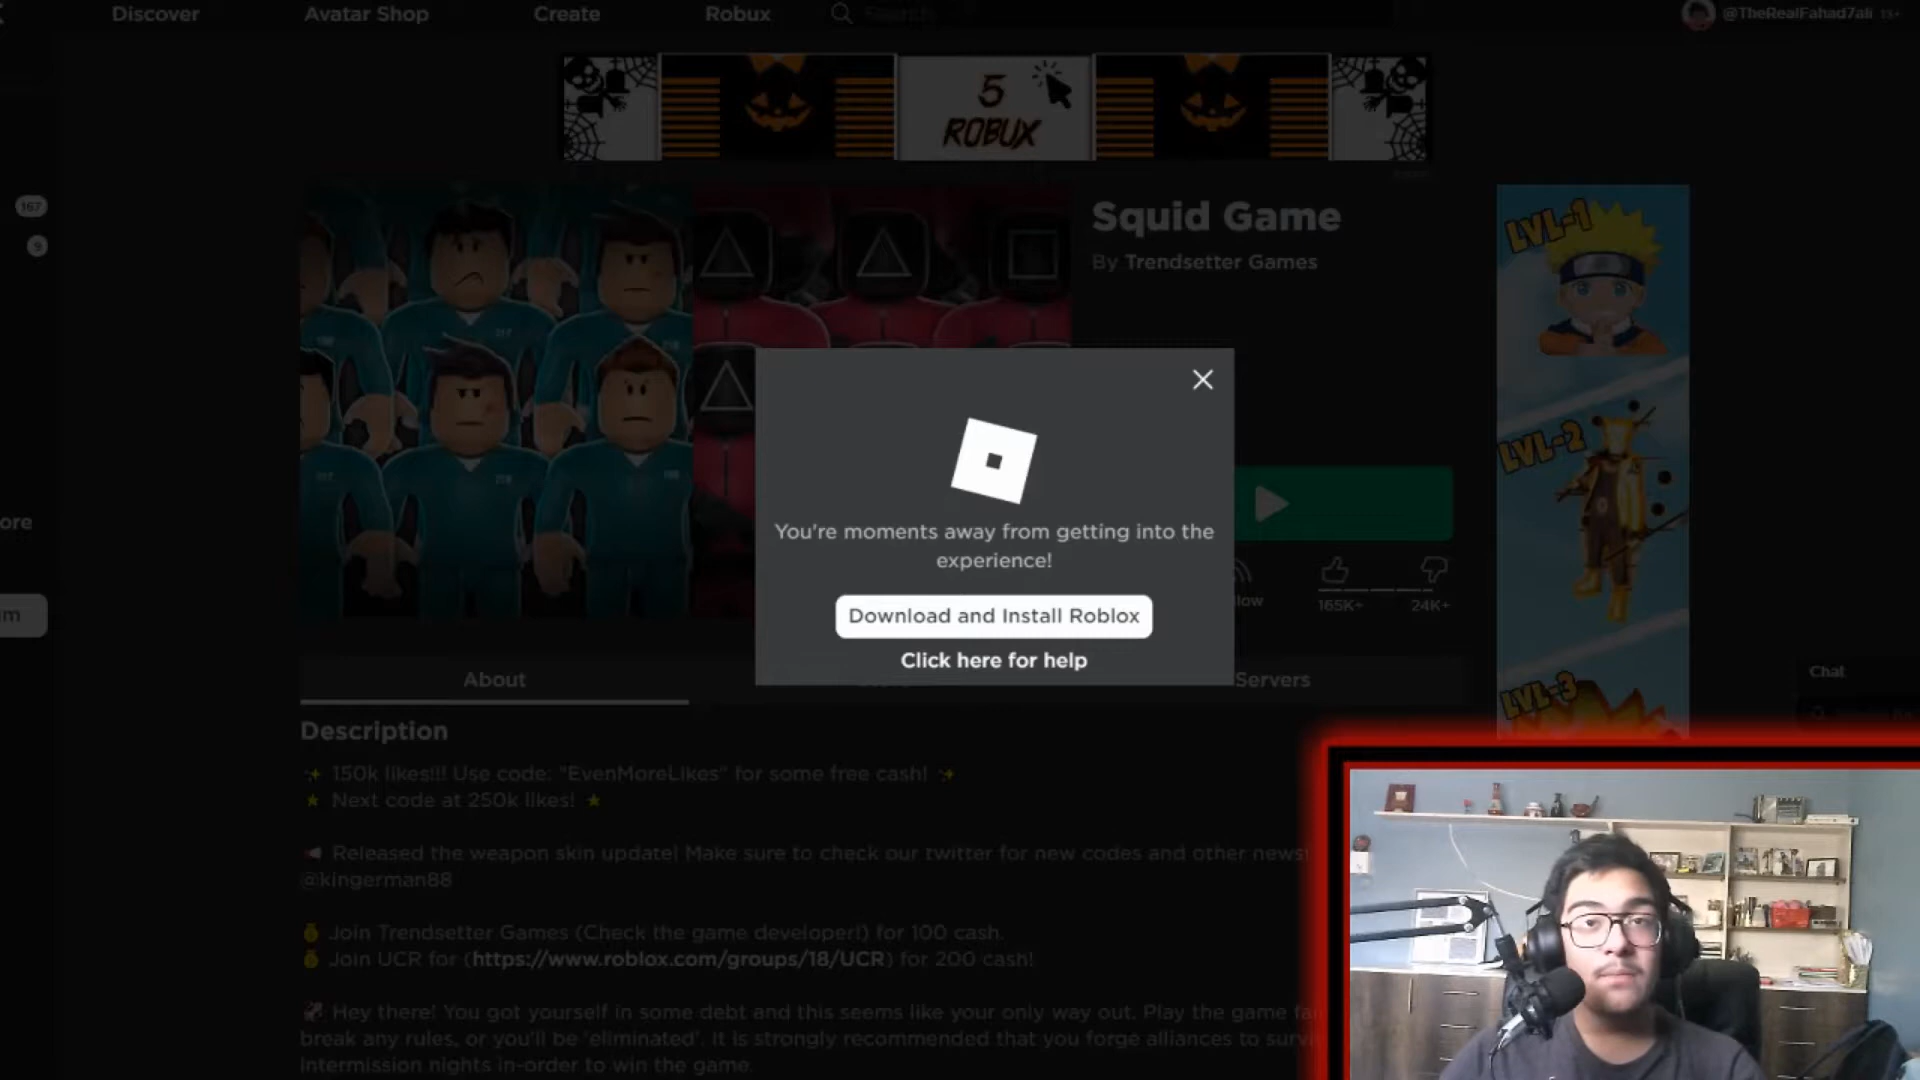 Discover
Avatar Shop
Create
Robux
Search
@TheRealFahad7ali 13+
5
ROBUX
167
9
Squid Game
By Trendsetter Games
LVL-1
LVL-2
LVL-3
ore
m
You're moments away from getting into the
experience!
Download and Install Roblox
Click here for help
low
165K+
24K+
About
Servers
Chat
Description
150k likes!!! Use code: "EvenMoreLikes" for some free cash!
Next code at 250k likes!
Released the weapon skin update! Make sure to check our twitter for new codes and other news!
@kingerman88
Join Trendsetter Games (Check the game developer!) for 100 cash.
Join UCR for (https://www.roblox.com/groups/18/UCR) for 200 cash!
Hey there! You got yourself in some debt and this seems like your only way out. Play the game
break any rules, or you'll be 'eliminated'. It is strongly recommended that you forge alliances to
Intermission nights in-order to win the game.